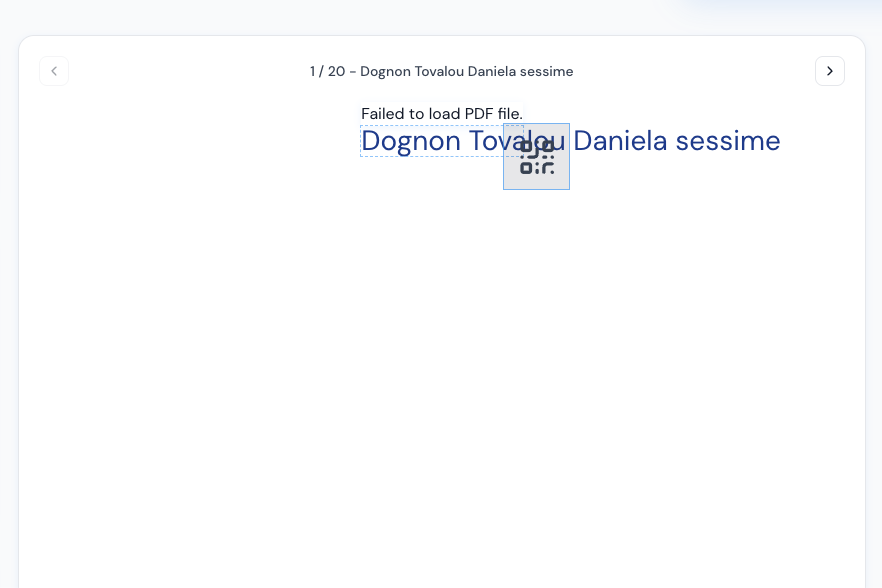 1 / 20 - Dognon Tovalou Daniela sessime
Failed to load PDF file.
Dognon Tovalou Daniela sessime